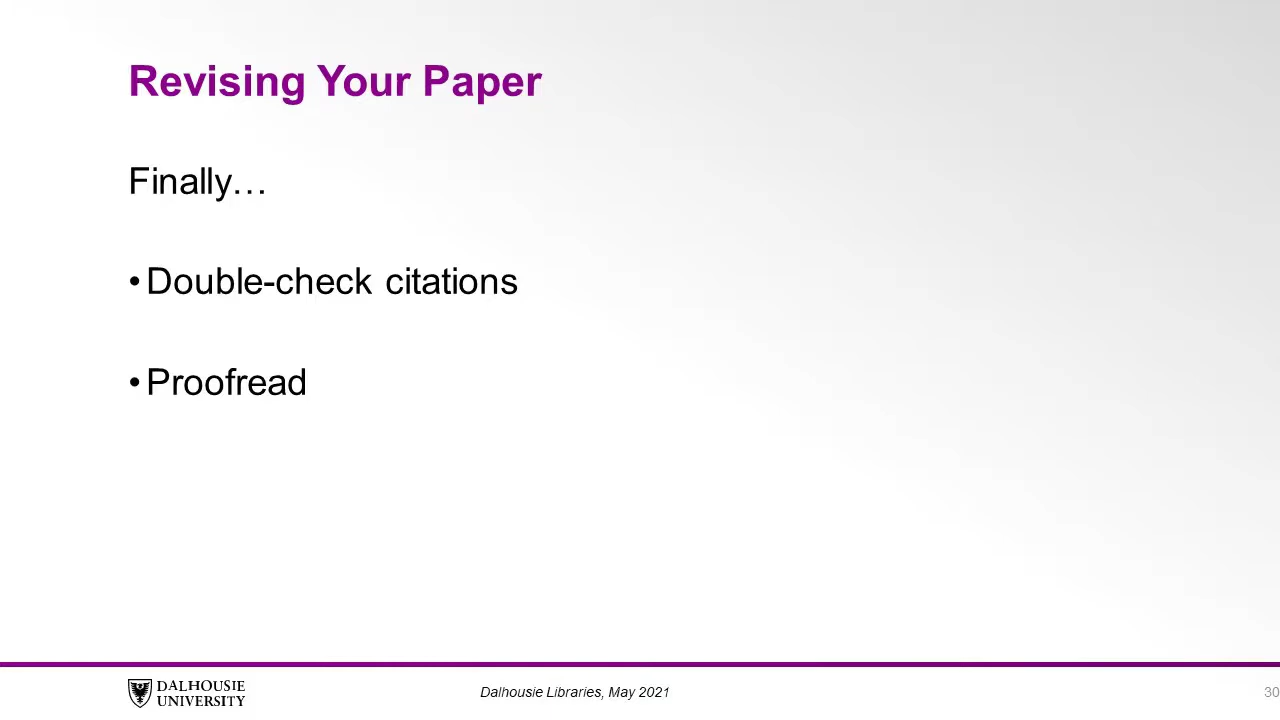 Revising Your Paper
Finally…
• Double-check citations
• Proofread
DALHOUSIE
UNIVERSITY
Dalhousie Libraries, May 2021
30